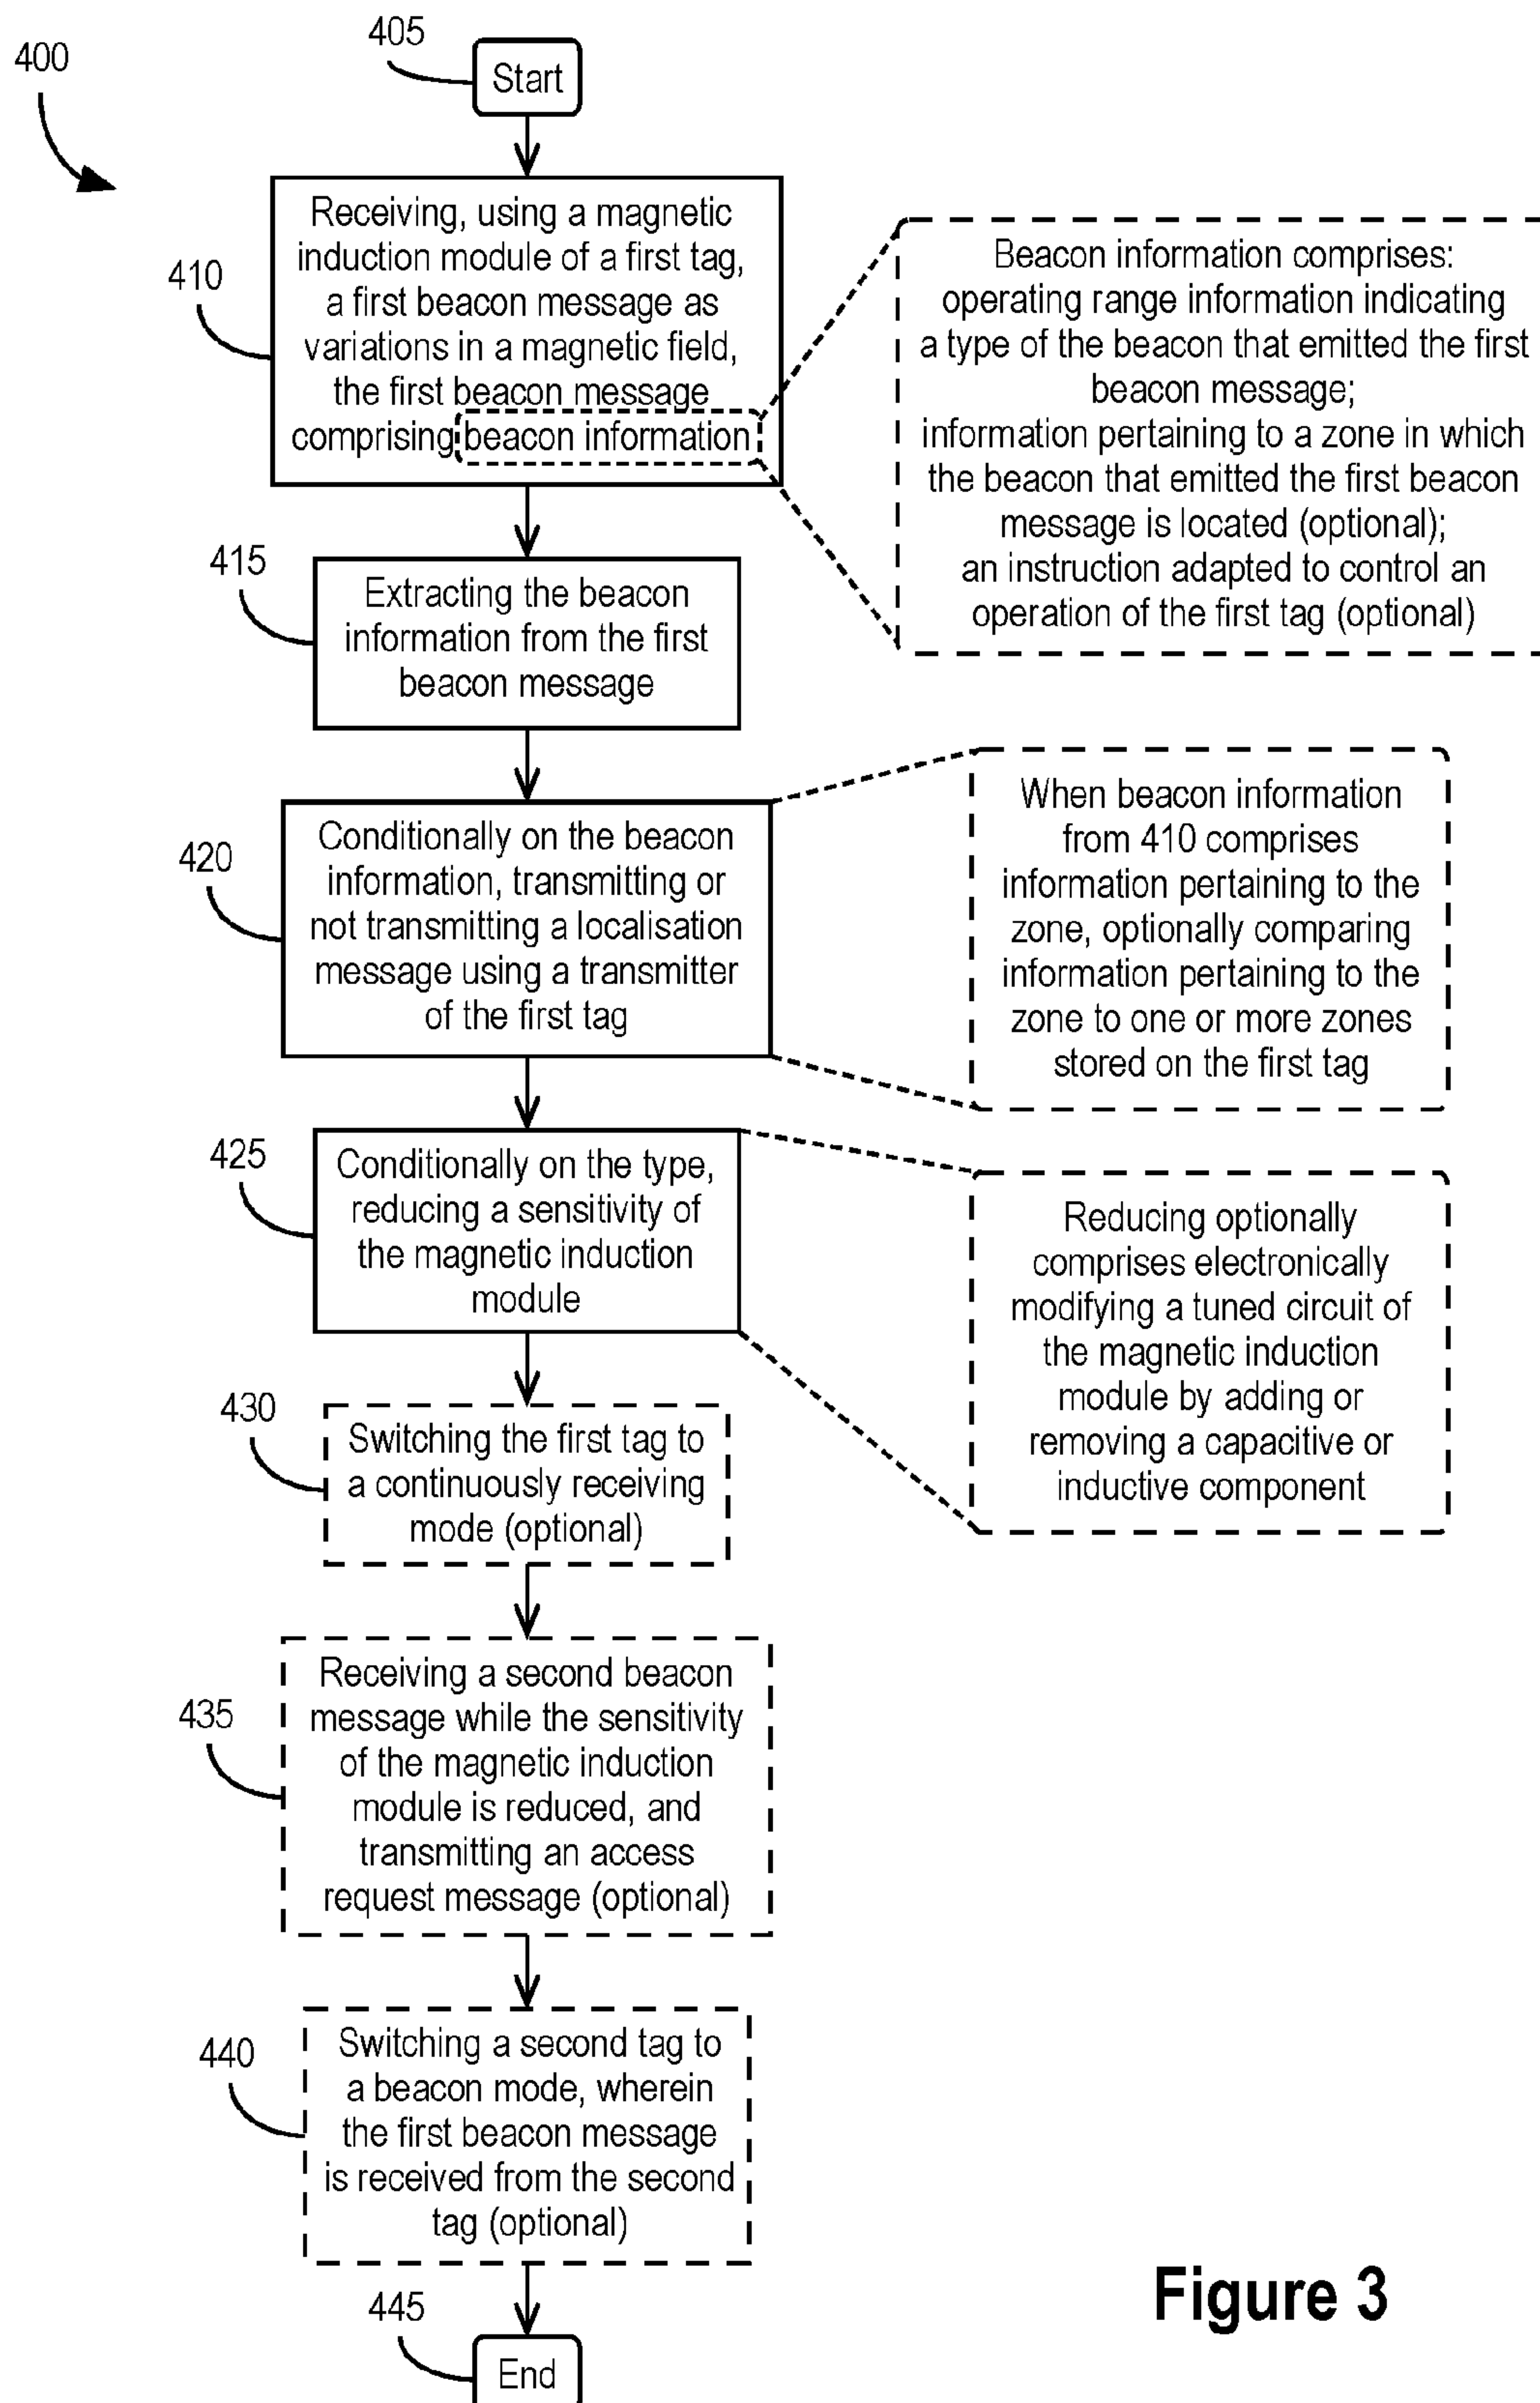 400
405
Start
410
Receiving, using a magnetic
induction module of a first tag,
a first beacon message as
variations in a magnetic field,
the first beacon message
comprising beacon information
Beacon information comprises:
operating range information indicating
a type of the beacon that emitted the first
beacon message;
information pertaining to a zone in which
the beacon that emitted the first beacon
message is located (optional);
an instruction adapted to control an
operation of the first tag (optional)
415
Extracting the beacon
information from the first
beacon message
420
Conditionally on the beacon
information, transmitting or
not transmitting a localisation
message using a transmitter
of the first tag
When beacon information
from 410 comprises
information pertaining to the
zone, optionally comparing
information pertaining to the
zone to one or more zones
stored on the first tag
425
Conditionally on the type,
reducing a sensitivity of
the magnetic induction
module
Reducing optionally
comprises electronically
modifying a tuned circuit of
the magnetic induction
module by adding or
removing a capacitive or
inductive component
430
Switching the first tag to
a continuously receiving
mode (optional)
435
Receiving a second beacon
message while the sensitivity
of the magnetic induction
module is reduced, and
transmitting an access
request message (optional)
440
Switching a second tag to
a beacon mode, wherein
the first beacon message
is received from the second
tag (optional)
445
End
Figure 3